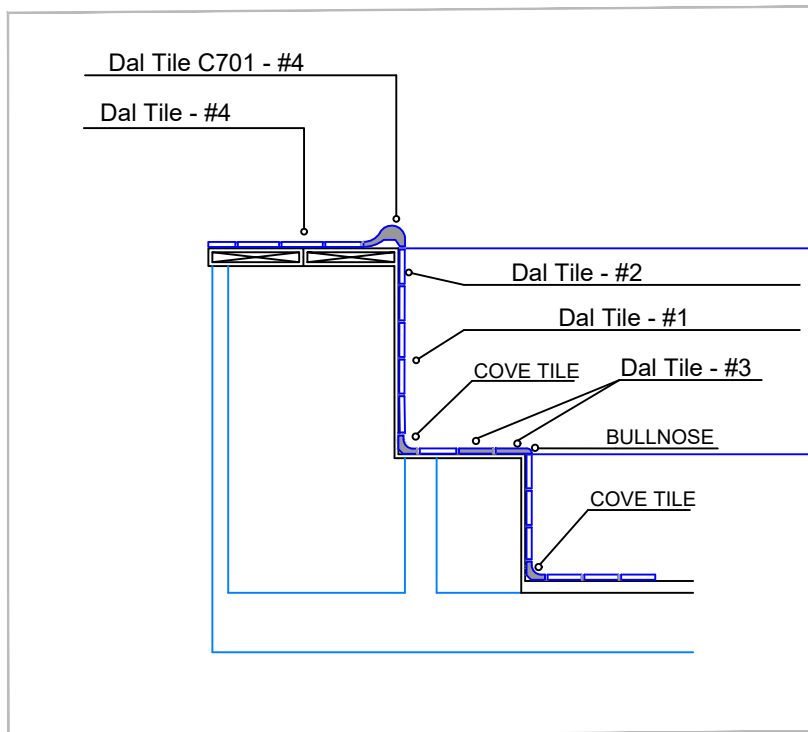 Dal Tile C701 - #4
Dal Tile - #4
Dal Tile - #2
Dal Tile - #1
COVE TILE
Dal Tile - #3
BULLNOSE
COVE TILE